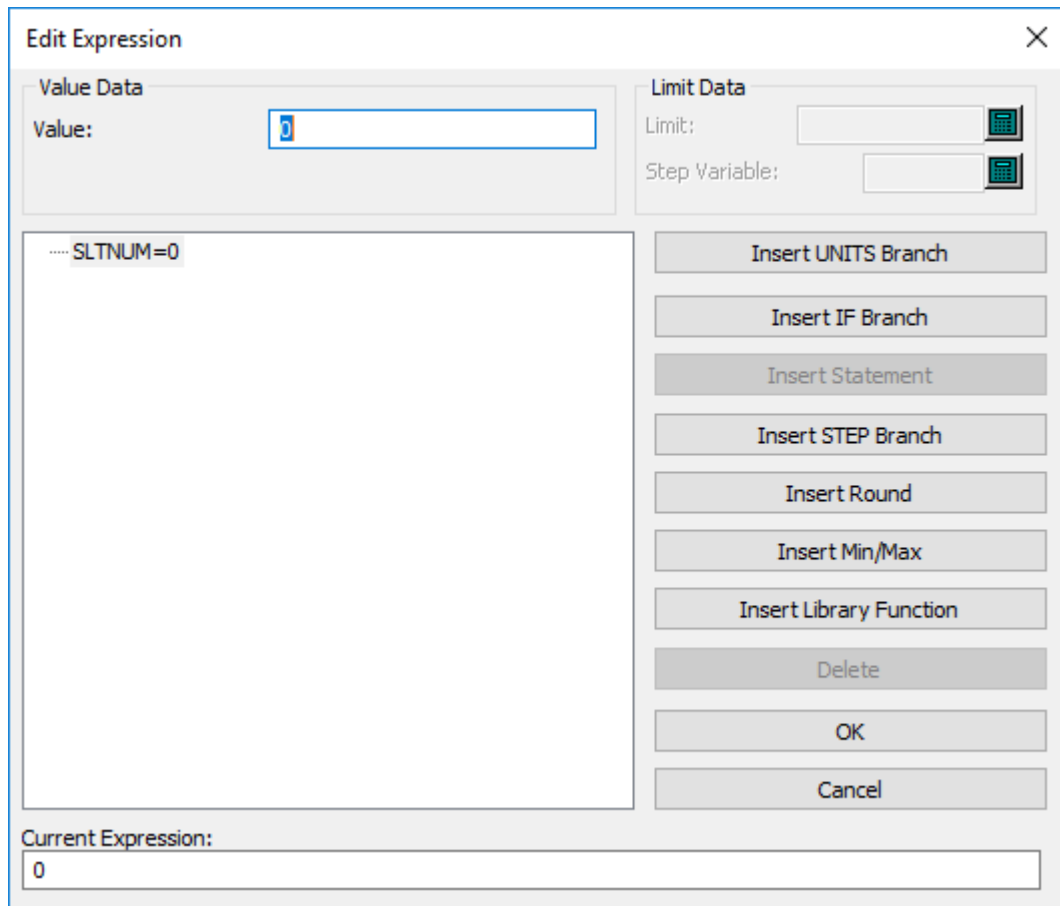 Edit Expression
Value Data
Value:
0
Limit Data
Limit:
Step Variable:
SLTNUM=0
Insert UNITS Branch
Insert IF Branch
Insert Statement
Insert STEP Branch
Insert Round
Insert Min/Max
Insert Library Function
Delete
OK
Cancel
Current Expression:
0